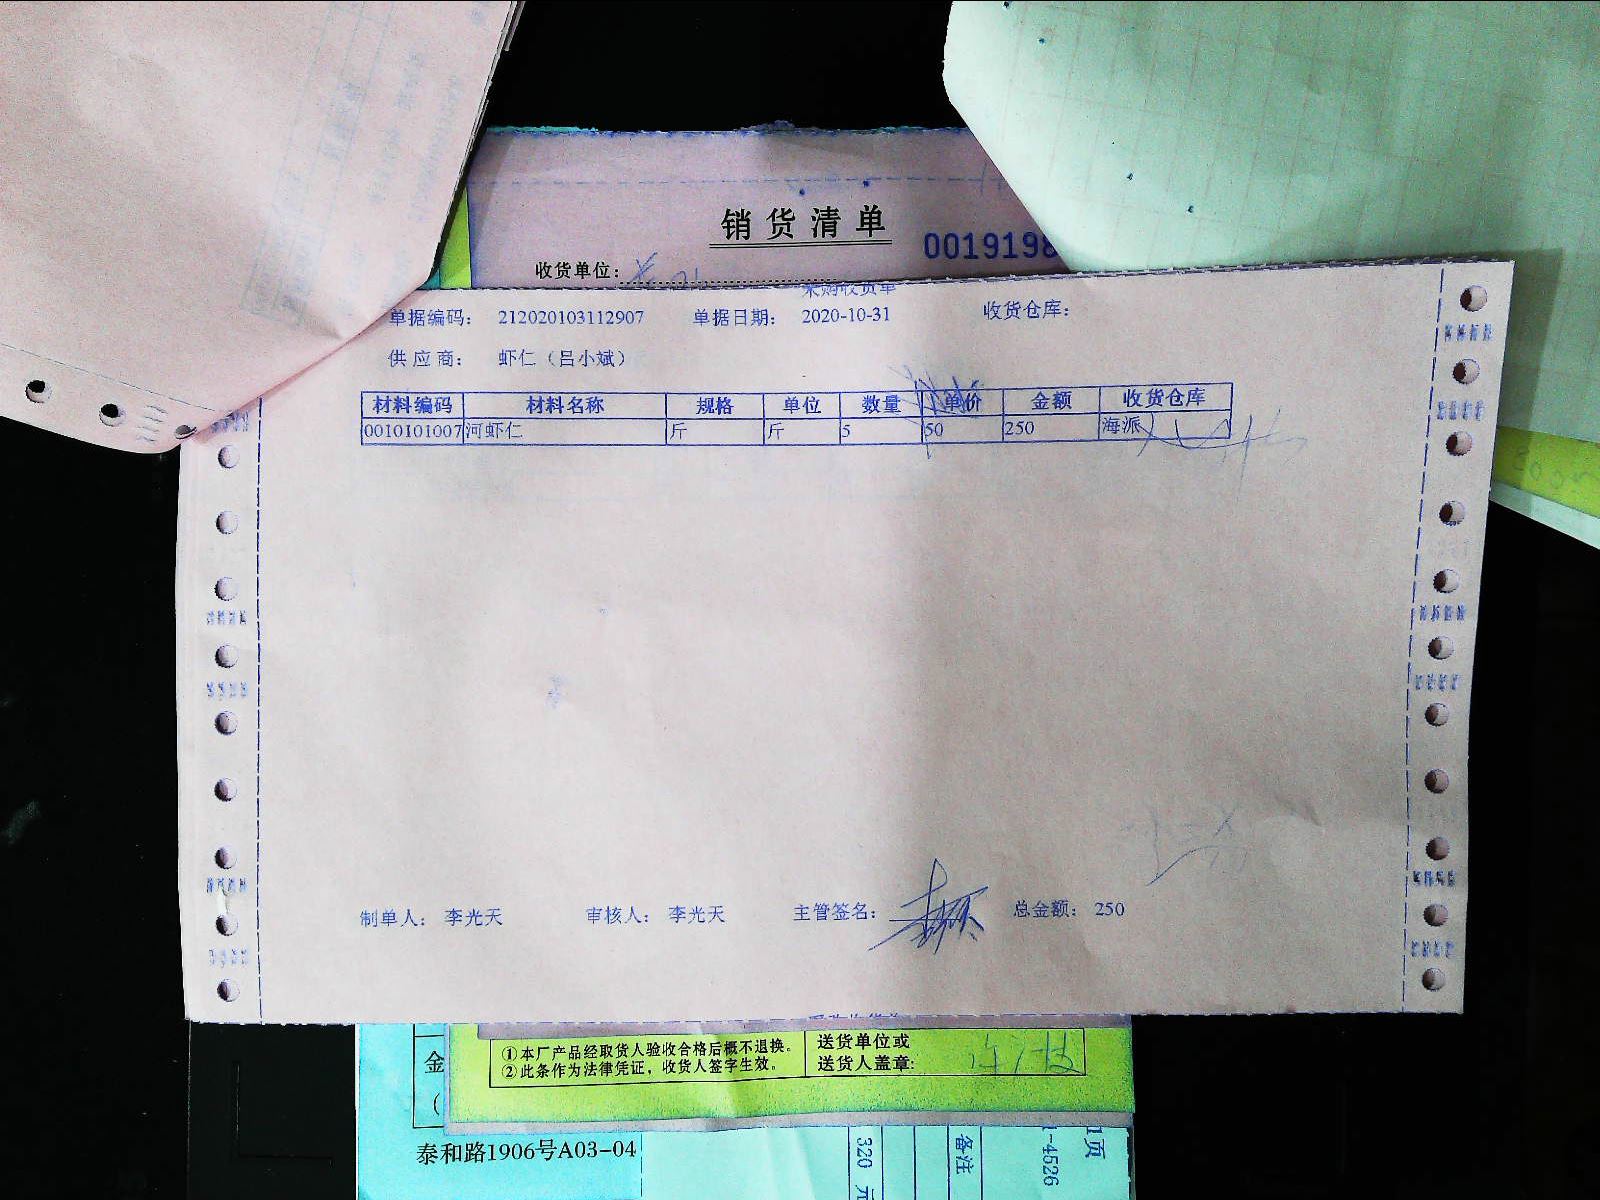 销货清单
0019198
收货单位:
采购收货单
单据编码: 212020103112907 单据日期: 2020-10-31 收货仓库:
供应商: 虾仁（吕小斌）
材料编码 材料名称 规格 单位 数量 单价 金额 收货仓库
0010101007 河虾仁 斤 斤 5 50 250 海派
制单人: 李光天 审核人: 李光天 主管签名: 总金额: 250
①本厂产品经取货人验收合格后概不退换。
②此条作为法律凭证，收货人签字生效。
送货单位或
送货人盖章:
金
(
泰和路1906号A03-04
320 元
备注
1-4526
1页